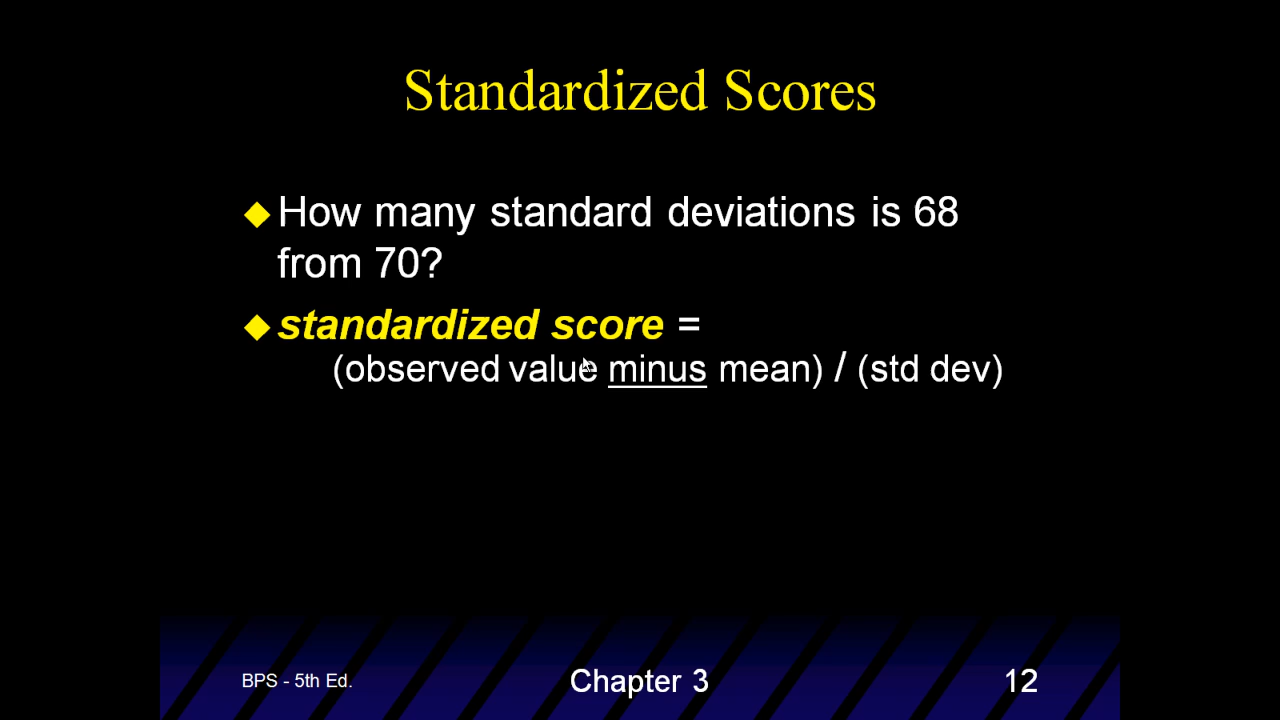 Standardized Scores
How many standard deviations is 68
from 70?
standardized score =
(observed value minus mean) / (std dev)
BPS - 5th Ed.
Chapter 3
12